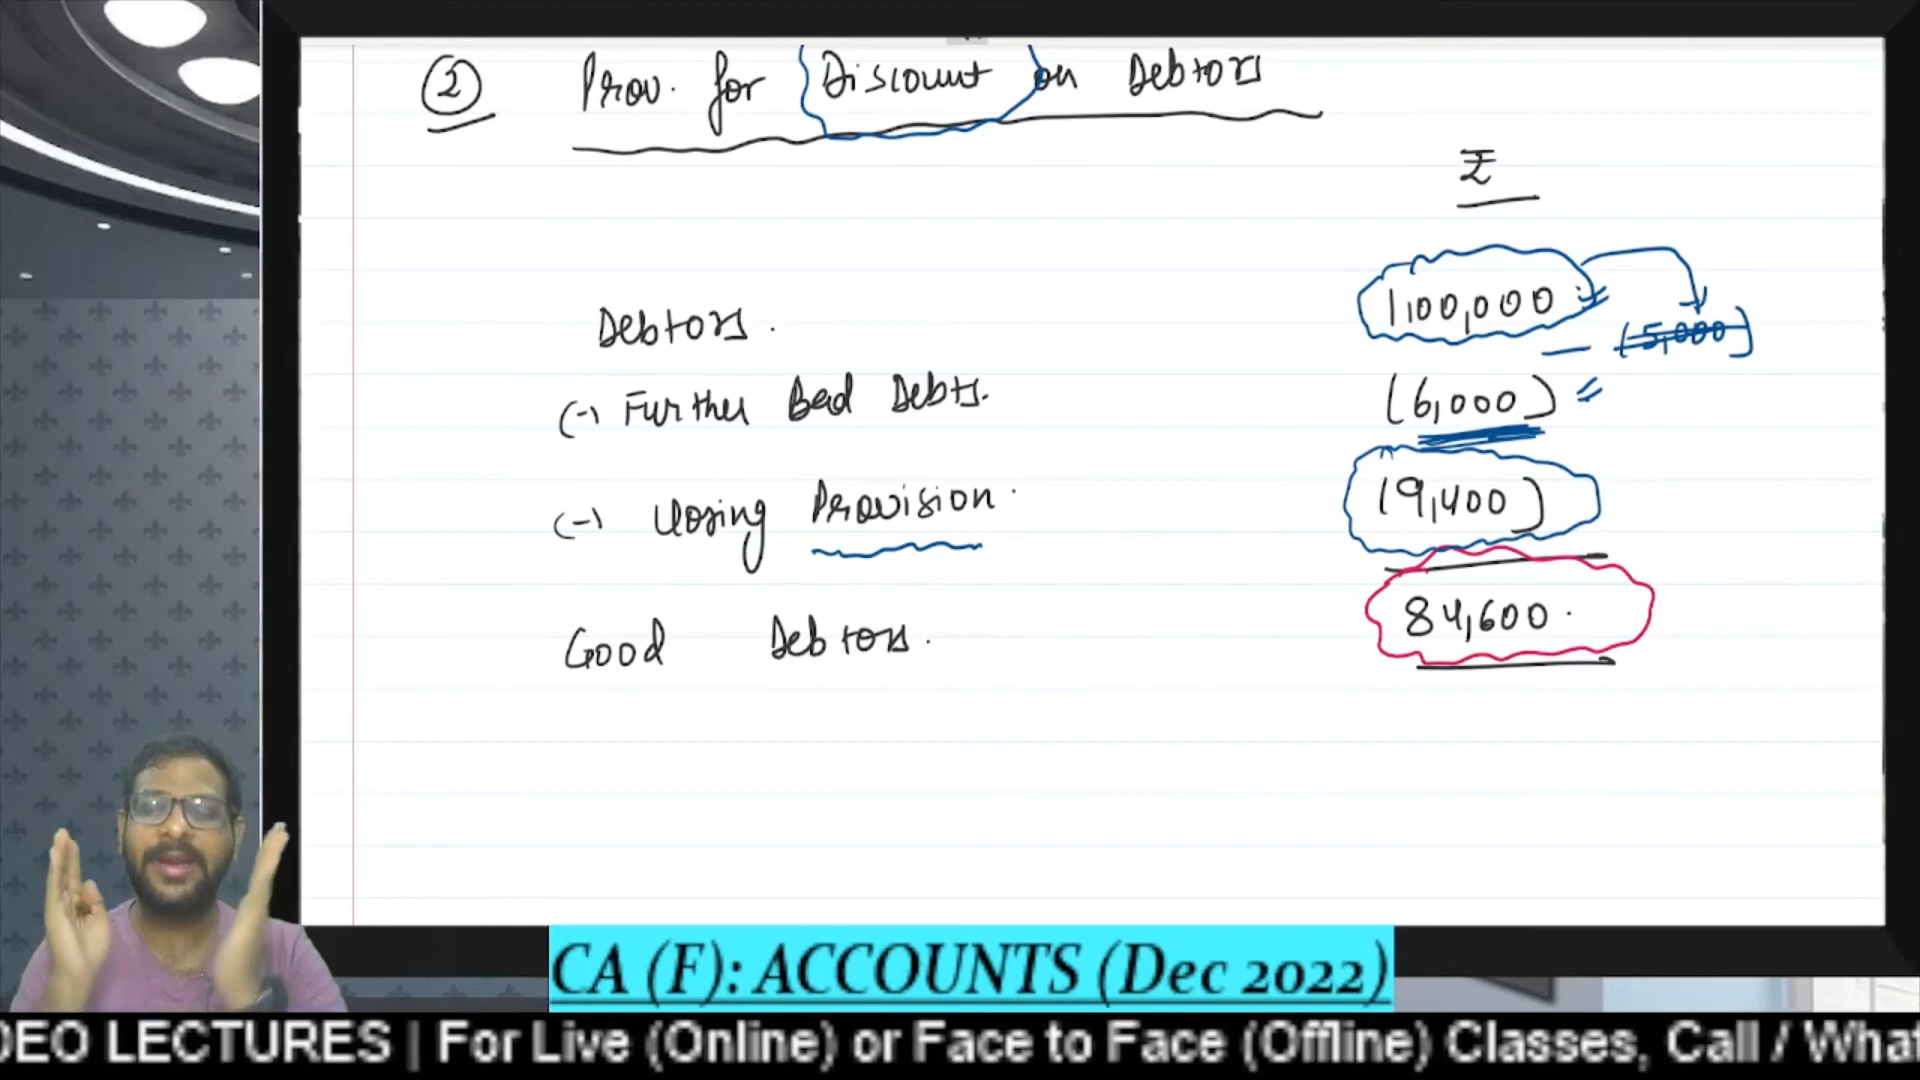 ② Prov. for Discount on Debtors
₹
Debtors. 1,00,000
(5,000)
(-) Further Bad Debts. (6,000)
(-) Closing Provision. (9,400)
Good Debtors. 84,600.
CA (F): ACCOUNTS (Dec 2022)
DEO LECTURES | For Live (Online) or Face to Face (Offline) Classes, Call / What